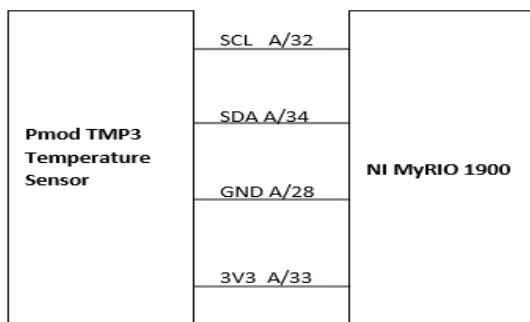 SCL A/32
SDA A/34
Pmod TMP3
Temperature
Sensor
NI MyRIO 1900
GND A/28
3V3 A/33